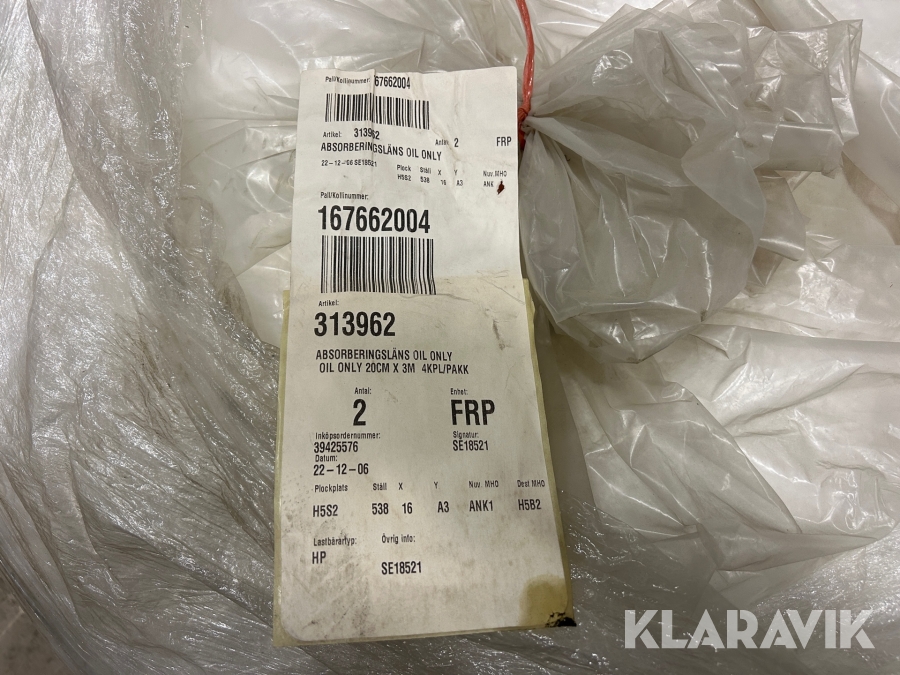 Pall/Kollinummer: 167662004
Artikel: 313962 Antal 2 FRP
ABSORBERINGSLÄNS OIL ONLY
22-12-06 SE18521
Plock Ställ X Y Nuv. MHO
H5S2 538 16 A3 ANK
Pall/Kollinummer:
167662004
Artikel:
313962
ABSORBERINGSLÄNS OIL ONLY
OIL ONLY 20CM X 3M 4KPL/PAKK
Antal: Enhet:
2 FRP
Inköpsordernummer: Signatur:
39425576 SE18521
Datum:
22-12-06
Plockplats Ställ X Y Nuv. MHO Dest MHO
H5S2 538 16 A3 ANK1 H5B2
Lastbärartyp: Övrig info:
HP SE18521
KLARAVIK